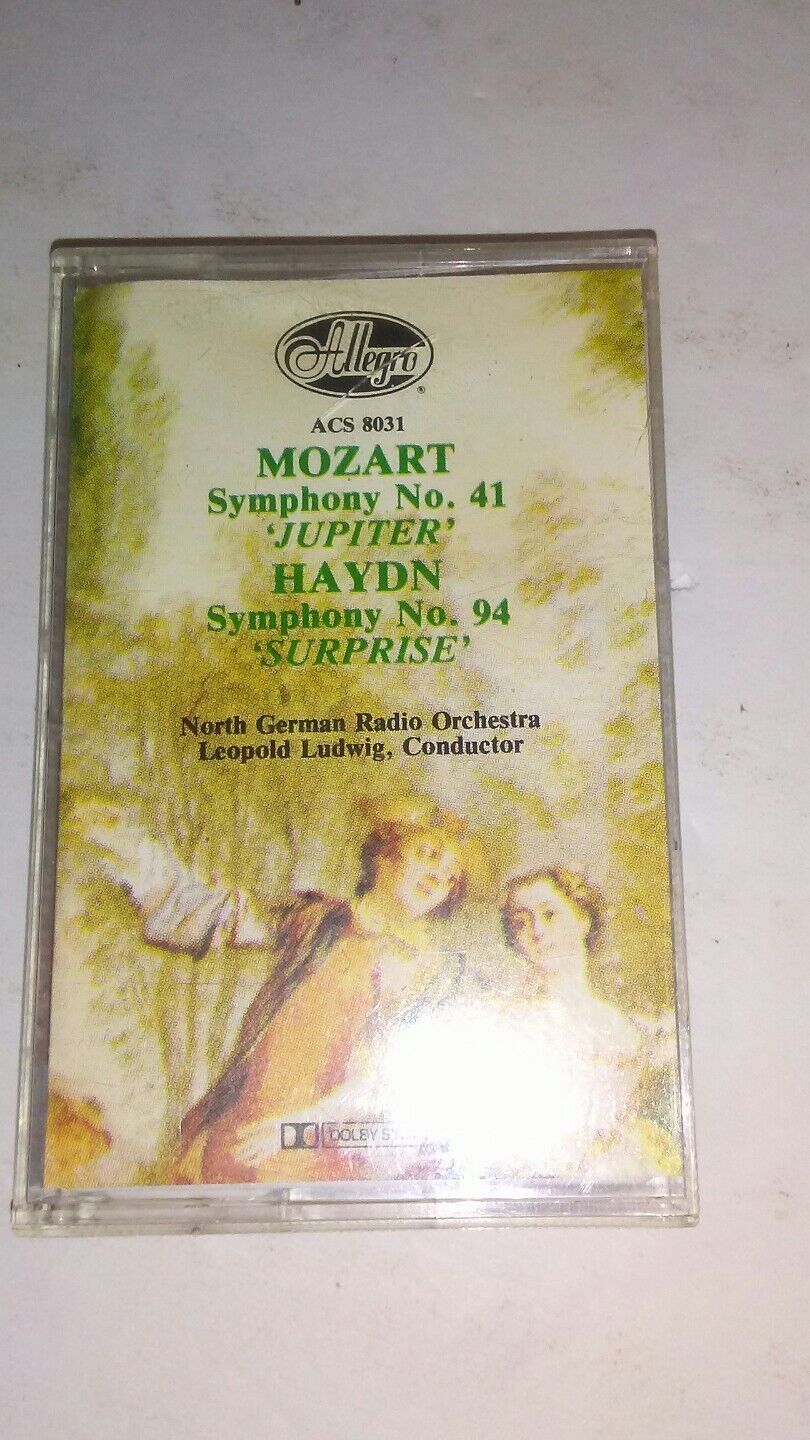 Allegro
®
ACS 8031
MOZART
Symphony No. 41
'JUPITER'
HAYDN
Symphony No. 94
'SURPRISE'
North German Radio Orchestra
Leopold Ludwig, Conductor
DOLBY